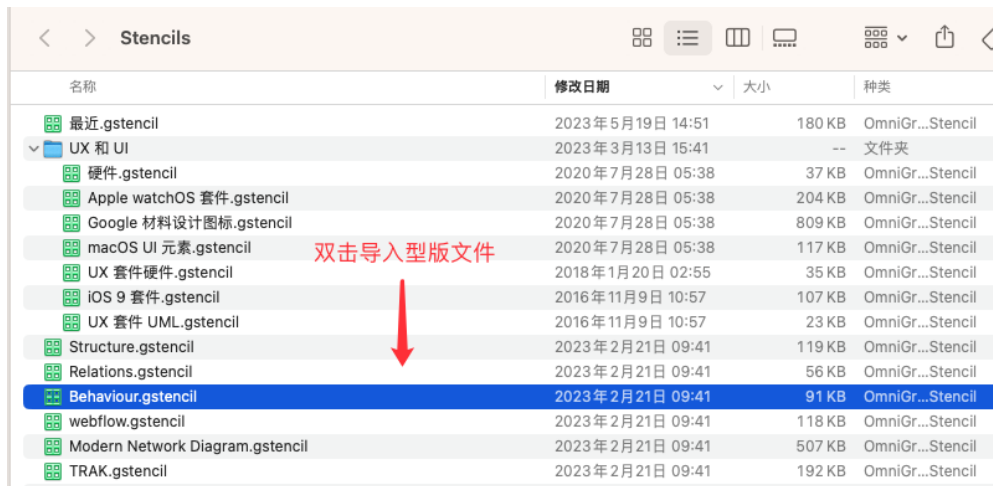 Stencils
名称 修改日期 大小 种类
最近.gstencil 2023年5月19日 14:51 180 KB OmniGr...Stencil
UX 和 UI 2023年3月13日 15:41 -- 文件夹
硬件.gstencil 2020年7月28日 05:38 37 KB OmniGr...Stencil
Apple watchOS 套件.gstencil 2020年7月28日 05:38 204 KB OmniGr...Stencil
Google 材料设计图标.gstencil 2020年7月28日 05:38 809 KB OmniGr...Stencil
macOS UI 元素.gstencil 2020年7月28日 05:38 117 KB OmniGr...Stencil
双击导入型版文件
UX 套件硬件.gstencil 2018年1月20日 02:55 35 KB OmniGr...Stencil
iOS 9 套件.gstencil 2016年11月9日 10:57 107 KB OmniGr...Stencil
UX 套件 UML.gstencil 2016年11月9日 10:57 23 KB OmniGr...Stencil
Structure.gstencil 2023年2月21日 09:41 119 KB OmniGr...Stencil
Relations.gstencil 2023年2月21日 09:41 56 KB OmniGr...Stencil
Behaviour.gstencil 2023年2月21日 09:41 91 KB OmniGr...Stencil
webflow.gstencil 2023年2月21日 09:41 118 KB OmniGr...Stencil
Modern Network Diagram.gstencil 2023年2月21日 09:41 507 KB OmniGr...Stencil
TRAK.gstencil 2023年2月21日 09:41 192 KB OmniGr...Stencil